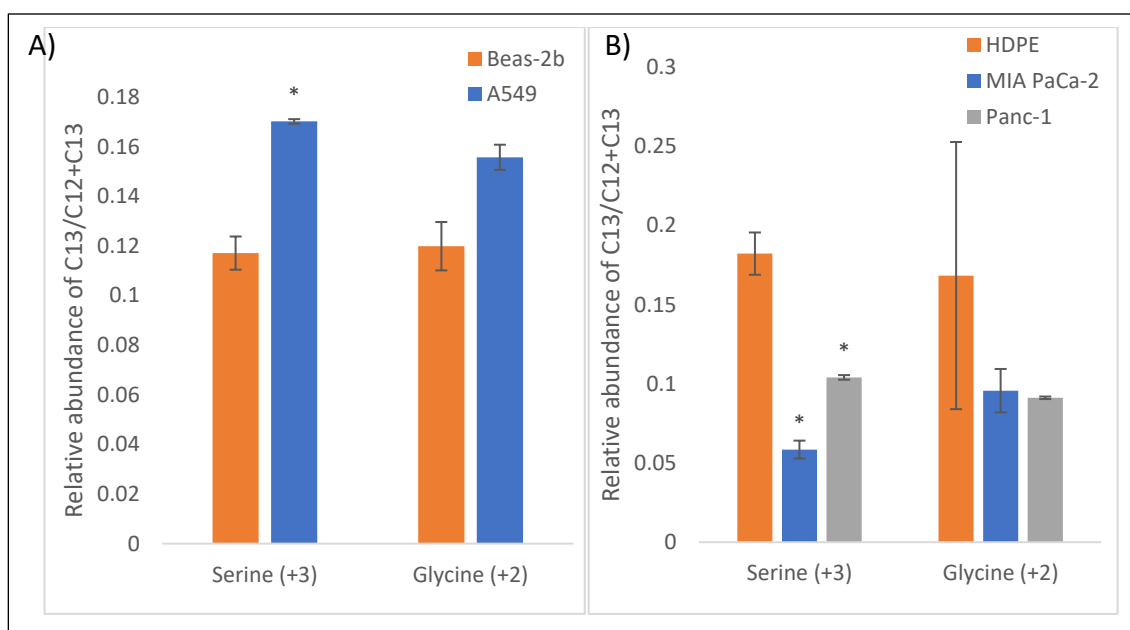 A)
Beas-2b
A549
Relative abundance of C13/C12+C13
0.18
0.16
0.14
0.12
0.1
0.08
0.06
0.04
0.02
0
*
Serine (+3)
Glycine (+2)
B)
HDPE
MIA PaCa-2
Panc-1
Relative abundance of C13/C12+C13
0.3
0.25
0.2
0.15
0.1
0.05
0
*
*
Serine (+3)
Glycine (+2)